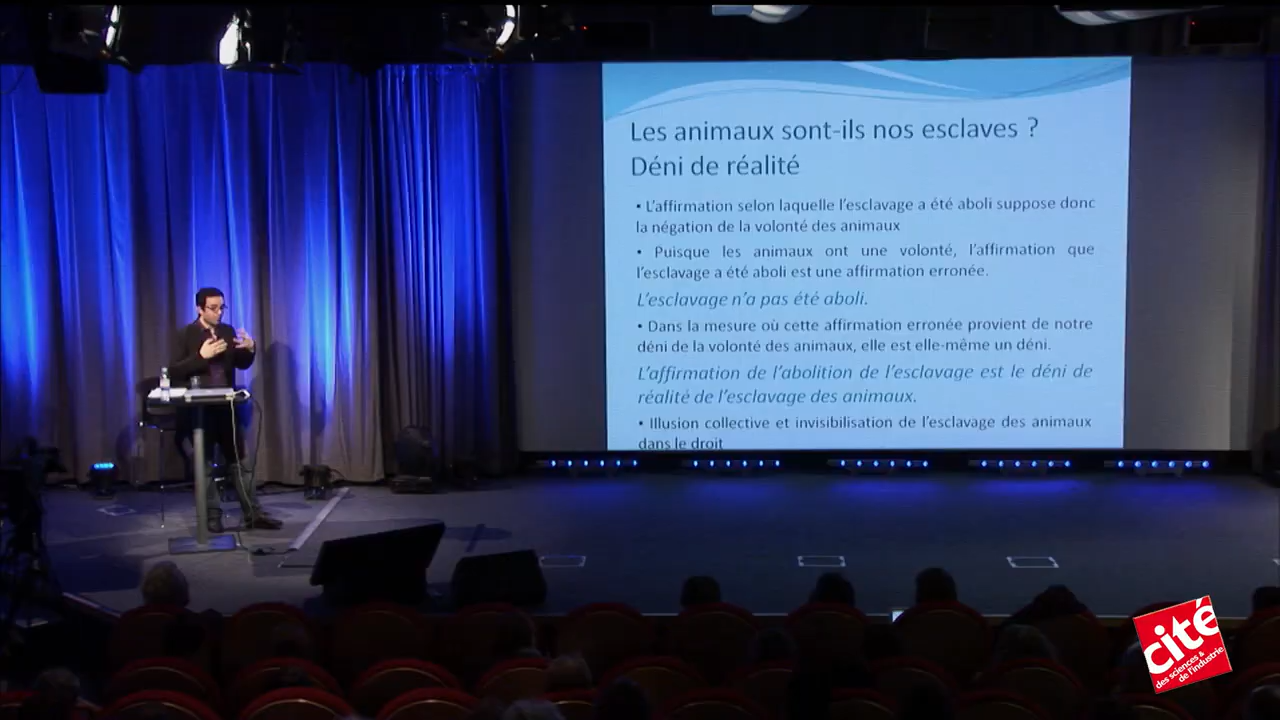 Les animaux sont-ils nos esclaves ?
Déni de réalité
• L'affirmation selon laquelle l'esclavage a été aboli suppose donc
la négation de la volonté des animaux
• Puisque les animaux ont une volonté, l'affirmation que
l'esclavage a été aboli est une affirmation erronée.
L'esclavage n'a pas été aboli.
• Dans la mesure où cette affirmation erronée provient de notre
déni de la volonté des animaux, elle est elle-même un déni.
L'affirmation de l'abolition de l'esclavage est le déni de
réalité de l'esclavage des animaux.
• Illusion collective et invisibilisation de l'esclavage des animaux
dans le droit
cité
des sciences &
de l'industrie